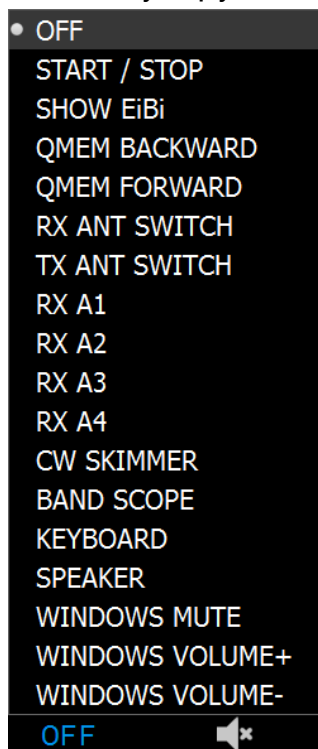 OFF
START / STOP
SHOW EiBi
QMEM BACKWARD
QMEM FORWARD
RX ANT SWITCH
TX ANT SWITCH
RX A1
RX A2
RX A3
RX A4
CW SKIMMER
BAND SCOPE
KEYBOARD
SPEAKER
WINDOWS MUTE
WINDOWS VOLUME+
WINDOWS VOLUME-
OFF